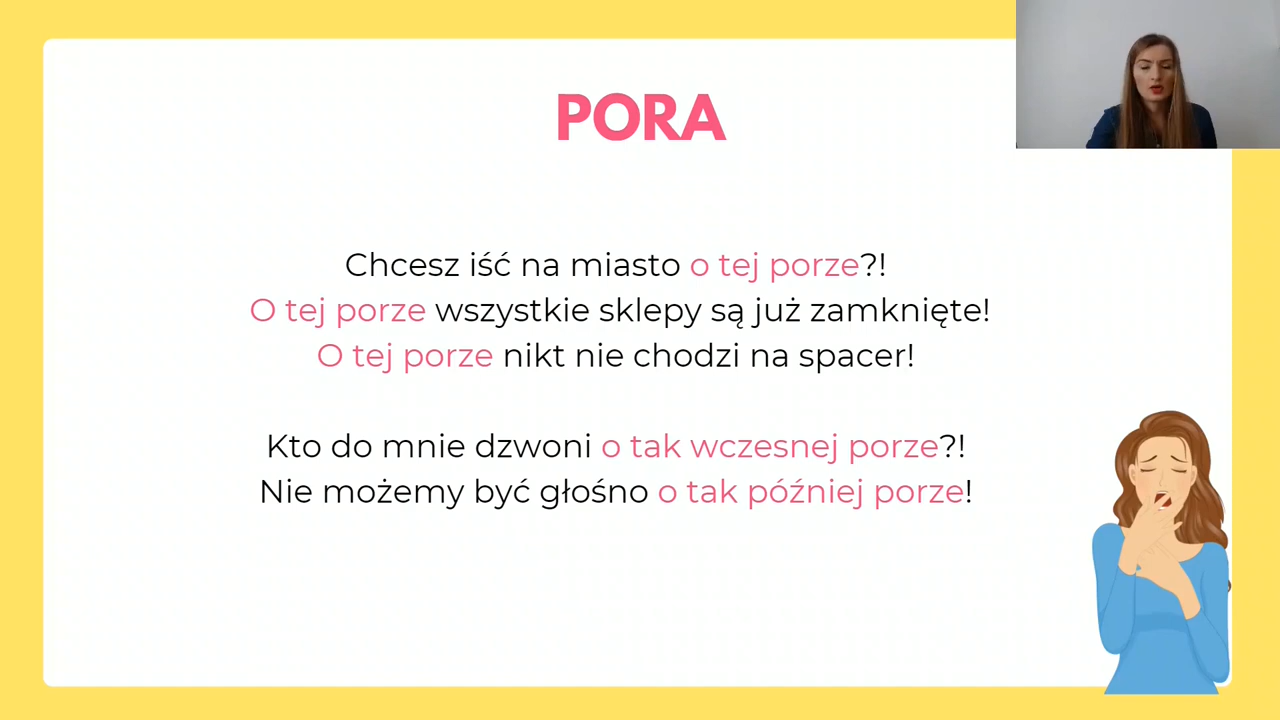 PORA
Chcesz iść na miasto o tej porze?!
O tej porze wszystkie sklepy są już zamknięte!
O tej porze nikt nie chodzi na spacer!
Kto do mnie dzwoni o tak wczesnej porze?!
Nie możemy być głośno o tak później porze!